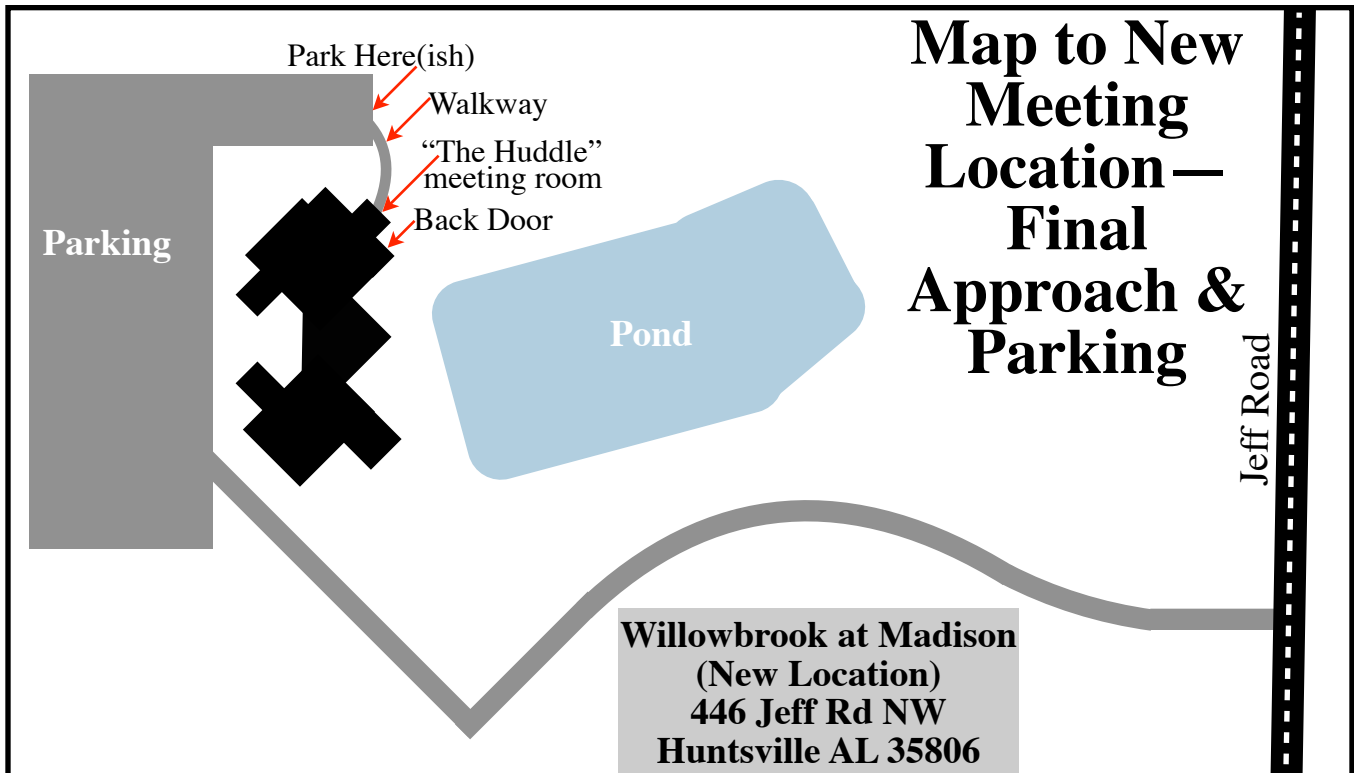 Park Here(ish)
Walkway
“The Huddle”
meeting room
Back Door
Parking
Pond
Map to New
Meeting
Location—
Final
Approach &
Parking
Jeff Road
Willowbrook at Madison
(New Location)
446 Jeff Rd NW
Huntsville AL 35806